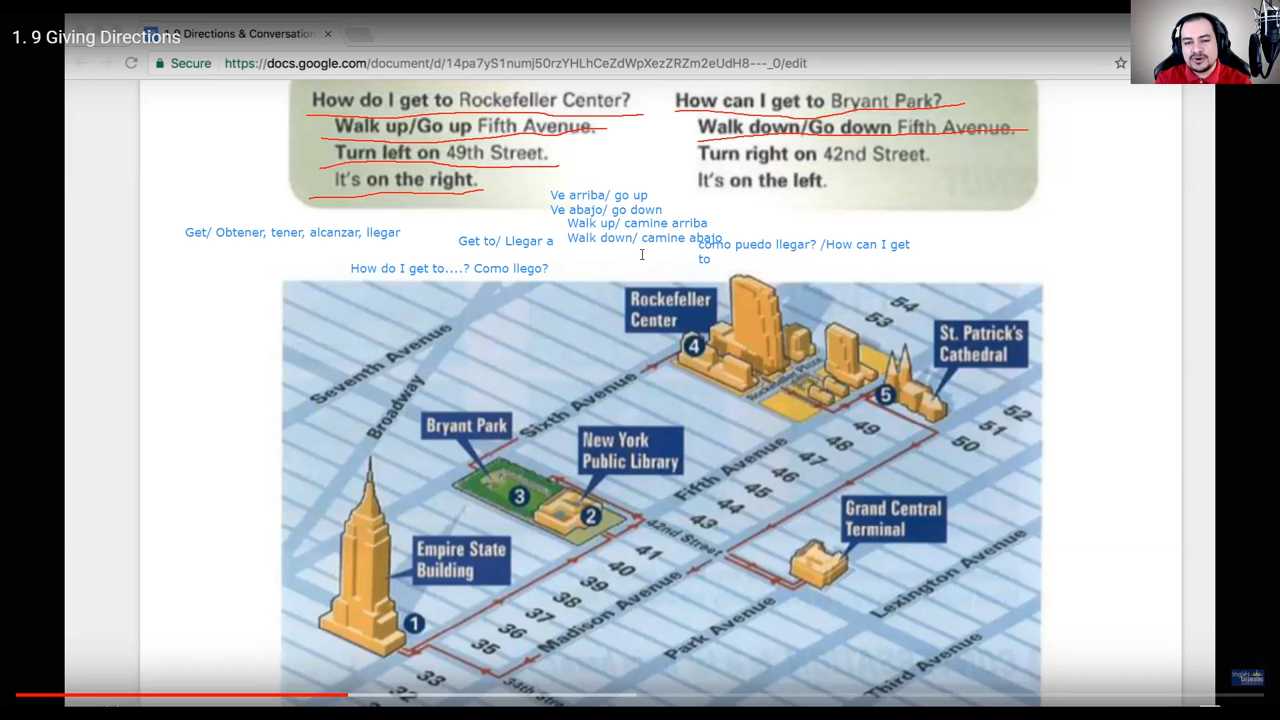 1. 9 Giving Directions
1.9 Directions & Conversation
Secure
https://docs.google.com/document/d/14pa7yS1numj50rzYHLhCeZdWpXezZRZm2eUdH8---_0/edit
How do I get to Rockefeller Center?
Walk up/Go up Fifth Avenue.
Turn left on 49th Street.
It's on the right.
How can I get to Bryant Park?
Walk down/Go down Fifth Avenue.
Turn right on 42nd Street.
It's on the left.
Ve arriba/ go up
Ve abajo/ go down
Walk up/ camine arriba
Walk down/ camine abajo
Get/ Obtener, tener, alcanzar, llegar
Get to/ Llegar a
como puedo llegar? /How can I get
to
How do I get to....? Como llego?
Rockefeller
Center
4
54
53
St. Patrick's
Cathedral
Rockefeller Plaza
5
Seventh Avenue
Broadway
Sixth Avenue
52
51
50
49
48
47
46
45
44
43
Bryant Park
New York
Public Library
Fifth Avenue
3
2
42nd Street
Grand Central
Terminal
Empire State
Building
41
40
39
38
37
36
35
Madison Avenue
Park Avenue
Lexington Avenue
Third Avenue
1
33
32
34th